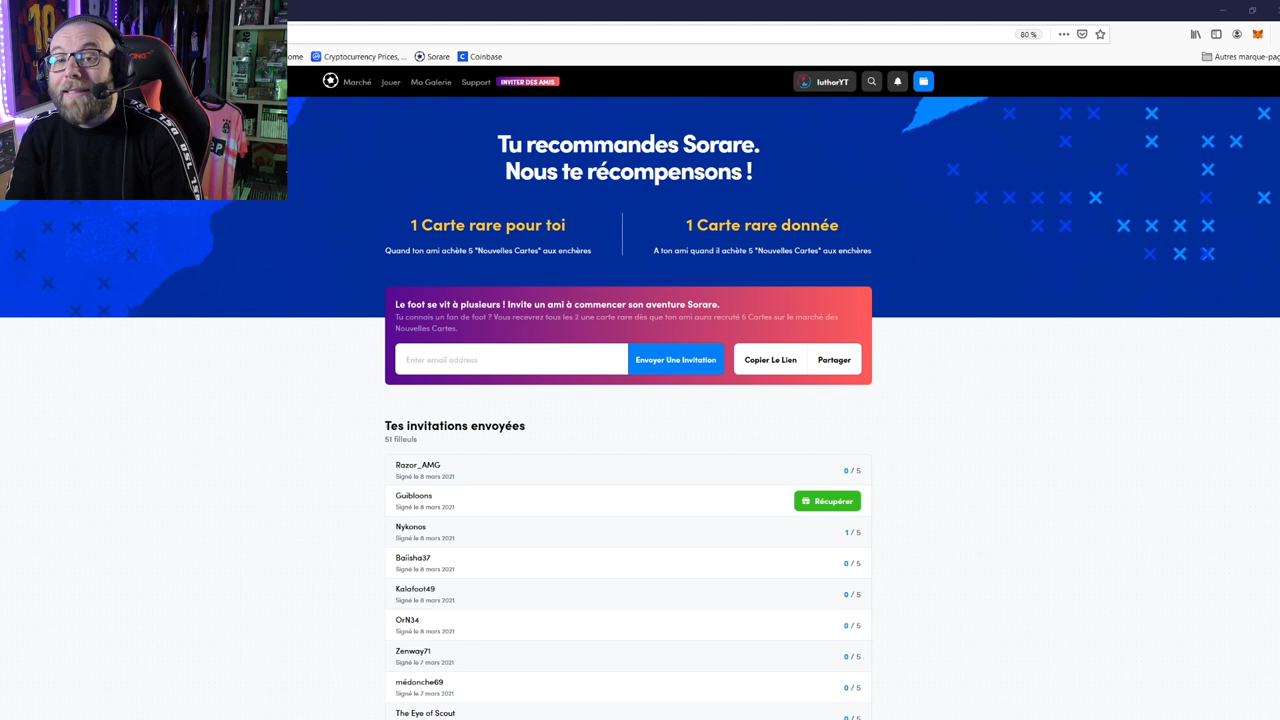 80 %
ome
Cryptocurrency Prices, ...
Sorare
Coinbase
Autres marque-pag
Marché
Jouer
Ma Galerie
Support
INVITER DES AMIS
luthorYT
Tu recommandes Sorare.
Nous te récompensons !
1 Carte rare pour toi
Quand ton ami achète 5 "Nouvelles Cartes" aux enchères
1 Carte rare donnée
A ton ami quand il achète 5 "Nouvelles Cartes" aux enchères
Le foot se vit à plusieurs ! Invite un ami à commencer son aventure Sorare.
Tu connais un fan de foot ? Vous recevrez tous les 2 une carte rare dès que ton ami aura recruté 5 Cartes sur le marché des
Nouvelles Cartes.
Enter email address
Envoyer Une Invitation
Copier Le Lien
Partager
Tes invitations envoyées
51 filleuls
Razor_AMG
Signé le 8 mars 2021
0 / 5
Guibloons
Signé le 8 mars 2021
Récupérer
Nykonos
Signé le 8 mars 2021
1 / 5
Baiisha37
Signé le 8 mars 2021
0 / 5
Kalafoot49
Signé le 8 mars 2021
0 / 5
OrN34
Signé le 8 mars 2021
0 / 5
Zenway71
Signé le 7 mars 2021
0 / 5
médonche69
Signé le 7 mars 2021
0 / 5
The Eye of Scout
0 / 5